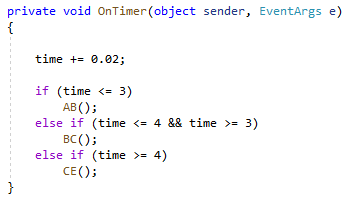 private void OnTimer(object sender, EventArgs e)
{
time += 0.02;
if (time <= 3)
AB();
else if (time <= 4 && time >= 3)
BC();
else if (time >= 4)
CE();
}